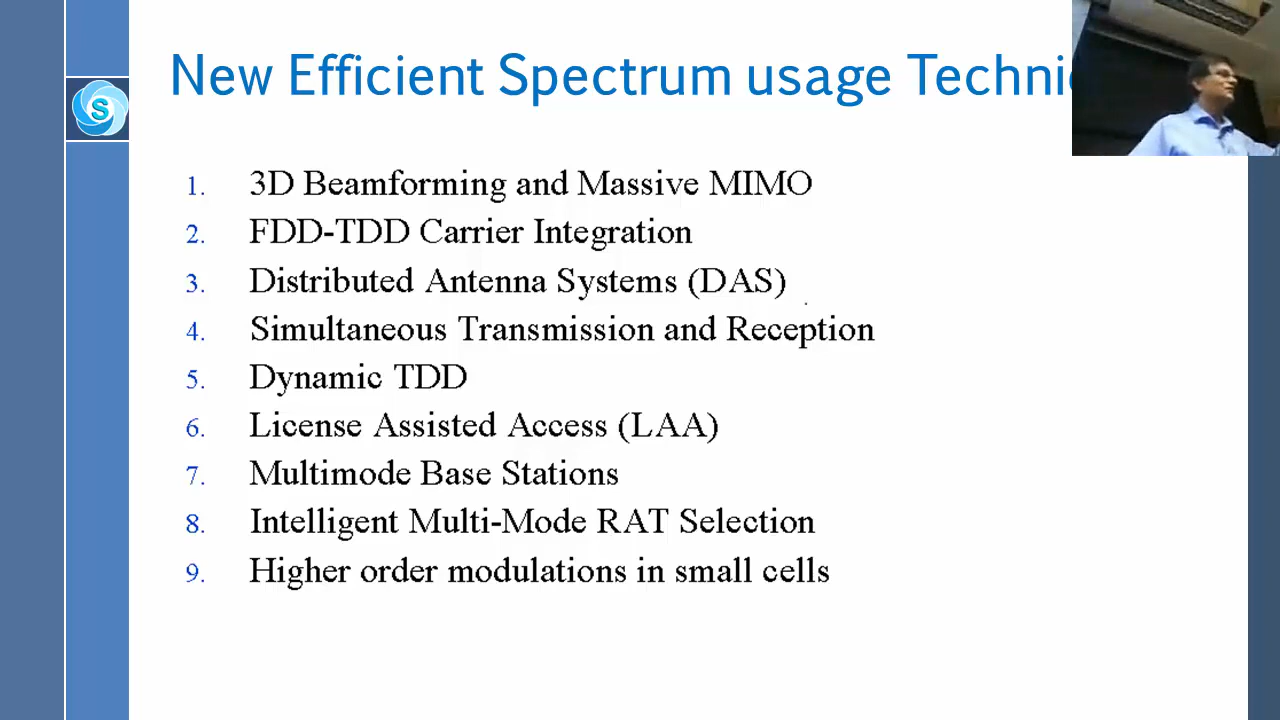 New Efficient Spectrum usage
S
1. 3D Beamforming and Massive MIMO
2. FDD-TDD Carrier Integration
3. Distributed Antenna Systems (DAS)
4. Simultaneous Transmission and Reception
5. Dynamic TDD
6. License Assisted Access (LAA)
7. Multimode Base Stations
8. Intelligent Multi-Mode RAT Selection
9. Higher order modulations in small cells